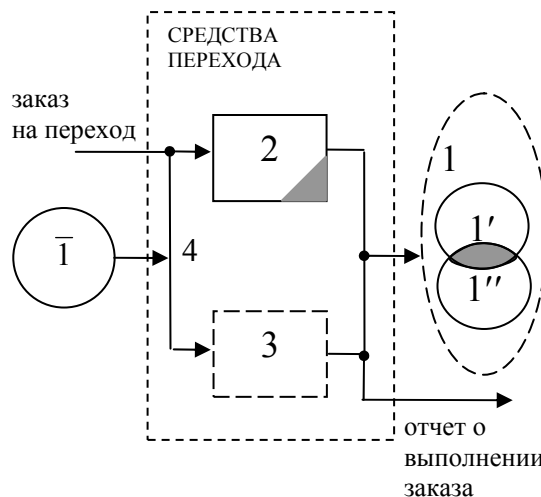 СРЕДСТВА
ПЕРЕХОДА
заказ
на переход
2
1
1̅
4
1′
1′′
3
отчет о
выполнении
заказа